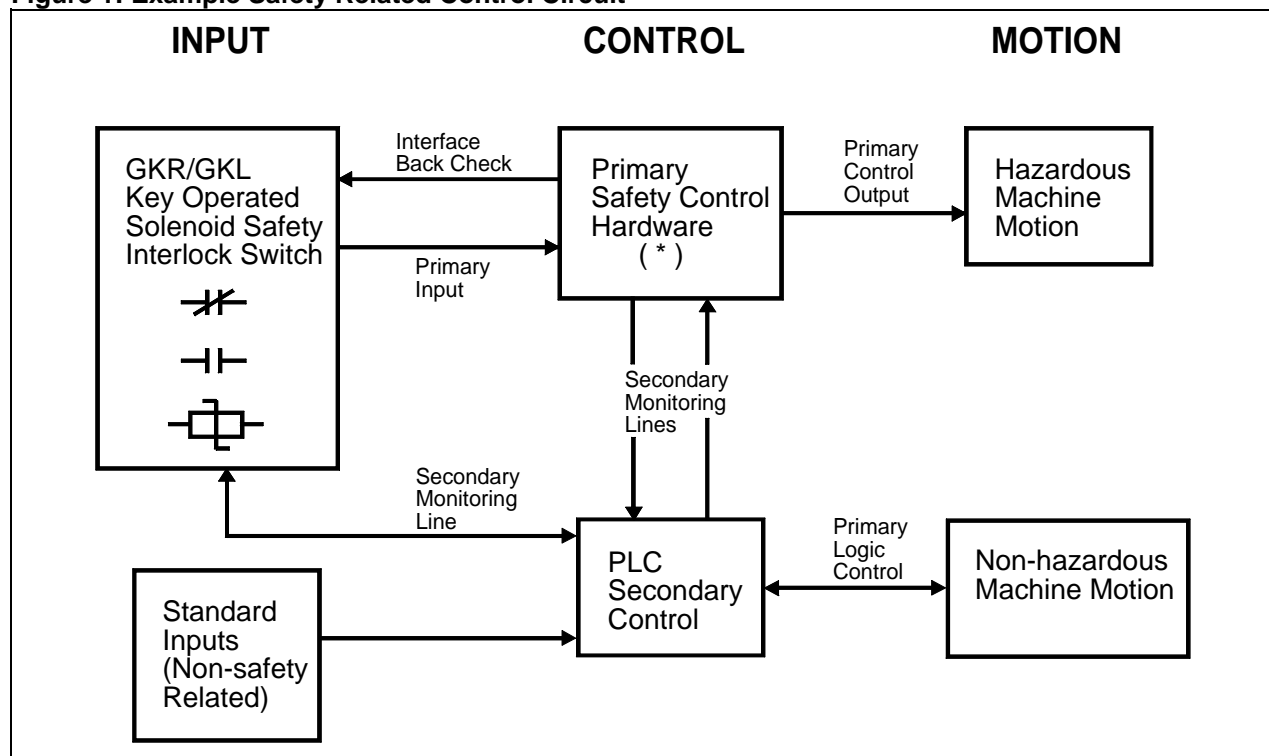 Figure 1: Example Safety Related Control Circuit
INPUT
CONTROL
MOTION
GKR/GKL
Key Operated
Solenoid Safety
Interlock Switch
Interface
Back Check
Primary
Input
Primary
Safety Control
Hardware
( * )
Primary
Control
Output
Hazardous
Machine
Motion
Secondary
Monitoring
Lines
Secondary
Monitoring
Line
Standard
Inputs
(Non-safety
Related)
PLC
Secondary
Control
Primary
Logic
Control
Non-hazardous
Machine Motion